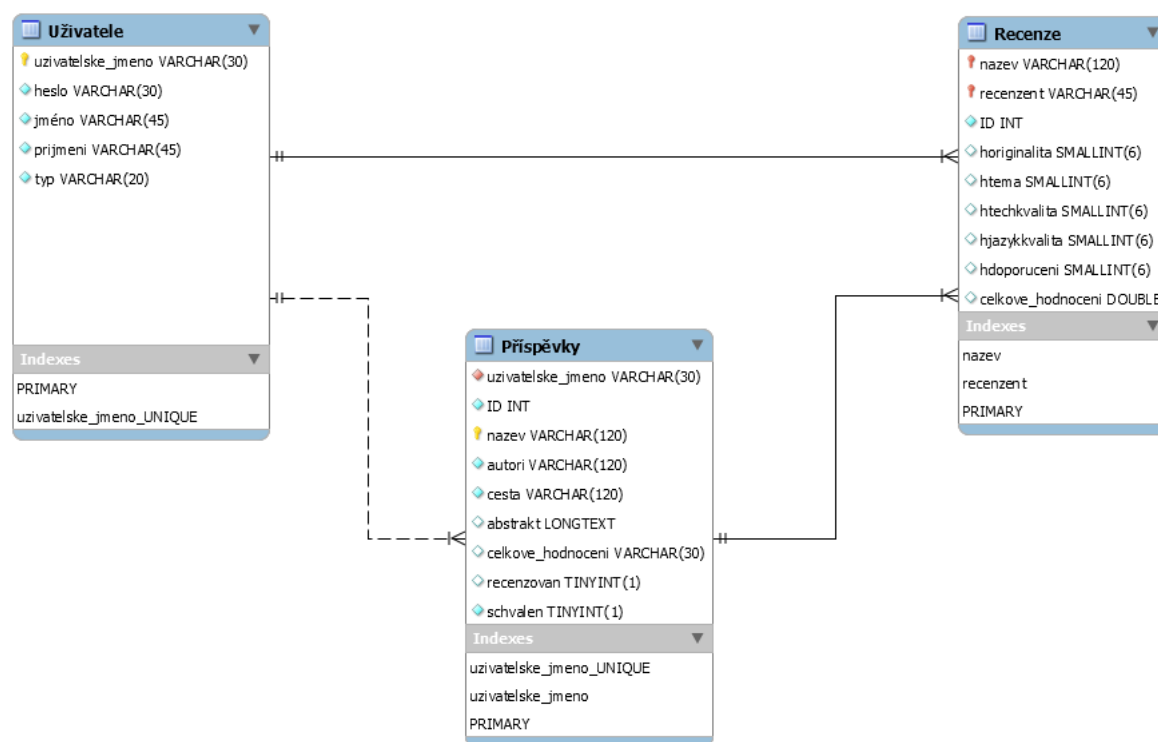 Uživatele
uzivatelske_jmeno VARCHAR(30)
heslo VARCHAR(30)
jméno VARCHAR(45)
prijmeni VARCHAR(45)
typ VARCHAR(20)
Indexes
PRIMARY
uzivatelske_jmeno_UNIQUE
Příspěvky
uzivatelske_jmeno VARCHAR(30)
ID INT
nazev VARCHAR(120)
autori VARCHAR(120)
cesta VARCHAR(120)
abstrakt LONGTEXT
celkove_hodnoceni VARCHAR(30)
recenzovan TINYINT(1)
schvalen TINYINT(1)
Indexes
uzivatelske_jmeno_UNIQUE
uzivatelske_jmeno
PRIMARY
Recenze
nazev VARCHAR(120)
recenzent VARCHAR(45)
ID INT
horiginalita SMALLINT(6)
htema SMALLINT(6)
htechkvalita SMALLINT(6)
hjazykkvalita SMALLINT(6)
hdoporuceni SMALLINT(6)
celkove_hodnoceni DOUBLE
Indexes
nazev
recenzent
PRIMARY